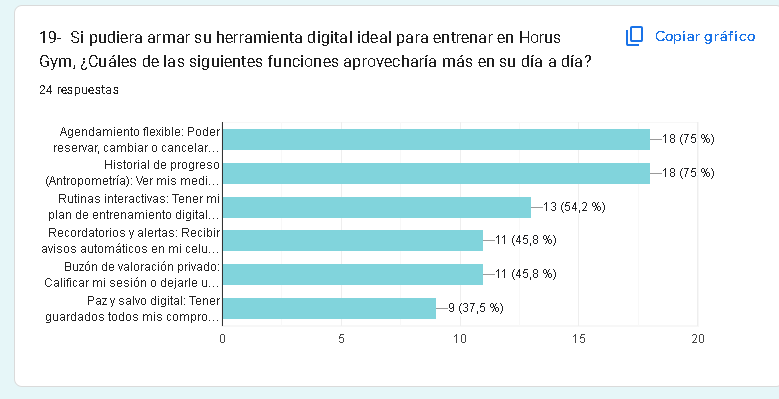 19-  Si pudiera armar su herramienta digital ideal para entrenar en Horus
Gym, ¿Cuáles de las siguientes funciones aprovecharía más en su día a día?
Copiar gráfico
24 respuestas
Agendamiento flexible: Poder
reservar, cambiar o cancelar…
18 (75 %)
Historial de progreso
(Antropometría): Ver mis medi…
18 (75 %)
Rutinas interactivas: Tener mi
plan de entrenamiento digital…
13 (54,2 %)
Recordatorios y alertas: Recibir
avisos automáticos en mi celu…
11 (45,8 %)
Buzón de valoración privado:
Calificar mi sesión o dejarle u…
11 (45,8 %)
Paz y salvo digital: Tener
guardados todos mis compro…
9 (37,5 %)
0 5 10 15 20